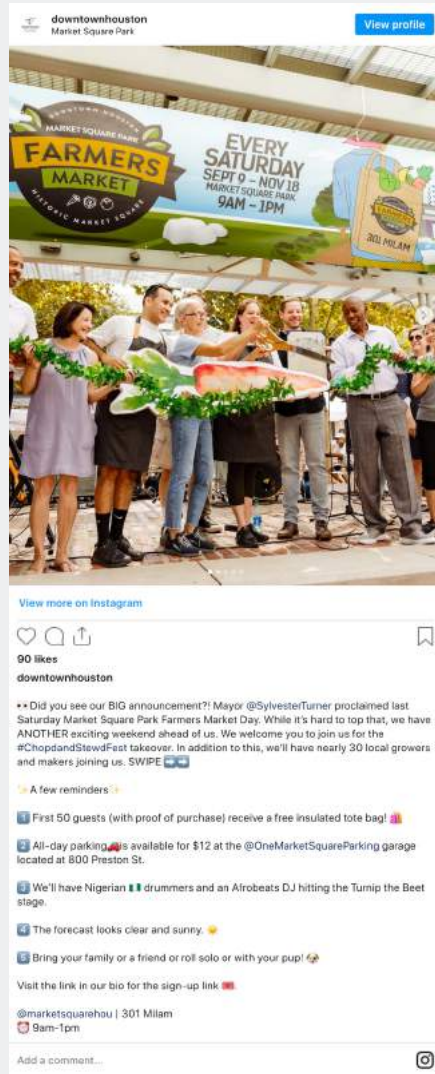 downtownhouston
Market Square Park
View profile
DOWNTOWN HOUSTON
MARKET SQUARE PARK
FARMERS
MARKET
HISTORIC MARKET SQUARE
EVERY
SATURDAY
SEPT 9 - NOV 18
MARKET SQUARE PARK
9AM - 1PM
FARMERS
301 MILAM
View more on Instagram
90 likes
downtownhouston
👀Did you see our BIG announcement?! Mayor @SylvesterTurner proclaimed last
Saturday Market Square Park Farmers Market Day. While it's hard to top that, we have
ANOTHER exciting weekend ahead of us. We welcome you to join us for the
#ChopdandStewdFest takeover. In addition to this, we'll have nearly 30 local growers
and makers joining us. SWIPE ➡️➡️
✨A few reminders✨
1️⃣ First 50 guests (with proof of purchase) receive a free insulated tote bag! 🛍️
2️⃣ All-day parking🚗is available for $12 at the @OneMarketSquareParking garage
located at 800 Preston St.
3️⃣ We'll have Nigerian 🇳🇬 drummers and an Afrobeats DJ hitting the Turnip the Beet
stage.
4️⃣ The forecast looks clear and sunny. ☀️
5️⃣ Bring your family or a friend or roll solo or with your pup! 🐶
Visit the link in our bio for the sign-up link 🎟️
@marketsquarehou | 301 Milam
⏰ 9am-1pm
Add a comment...